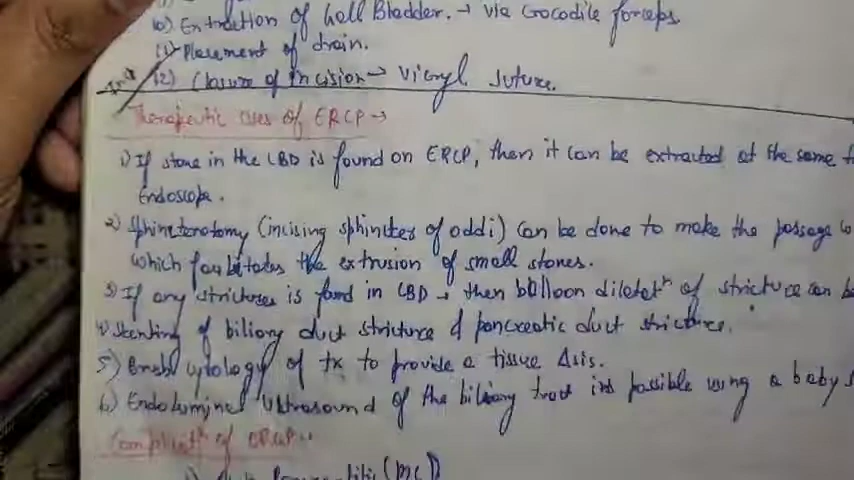 10) Extraction of Gall Bladder. → via Crocodile forceps
11) Placement of drain.
12) Closure of incision → Vicryl suture.
Therapeutic uses of ERCP →
1) If stone in the CBD is found on ERCP, then it can be extracted at the same
Endoscope.
2) Sphincterotomy (incising sphincter of oddi) can be done to make the passage
which facilitates the extrusion of small stones.
3) If any strictures is found in CBD → then balloon dilatatn of stricture can
4) Stenting of biliary duct stricture & pancreatic duct stricture.
5) Brush cytology of tx to provide a tissue Δsis.
6) Endoluminal Ultrasound of the biliary tract is possible using a baby
Complicatn of ERCP:-
(MC)